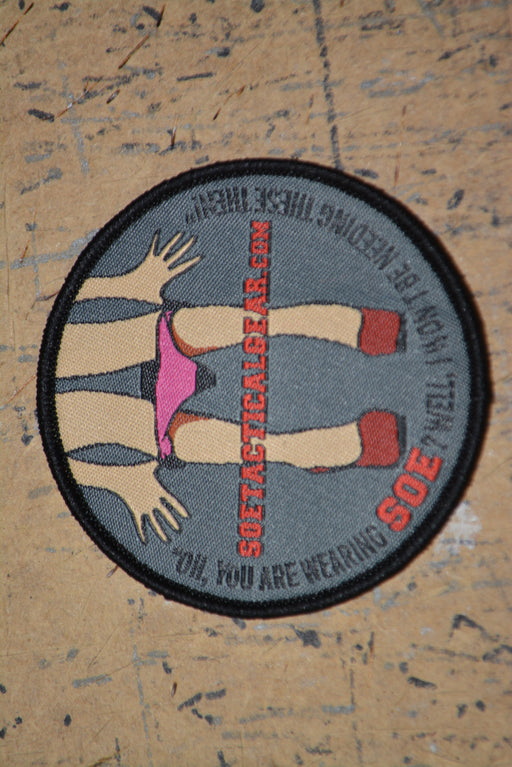 "OH, YOU ARE WEARING SOE? WELL, I WON'T BE NEEDING THESE THEN."
SOETACTICALGEAR.COM